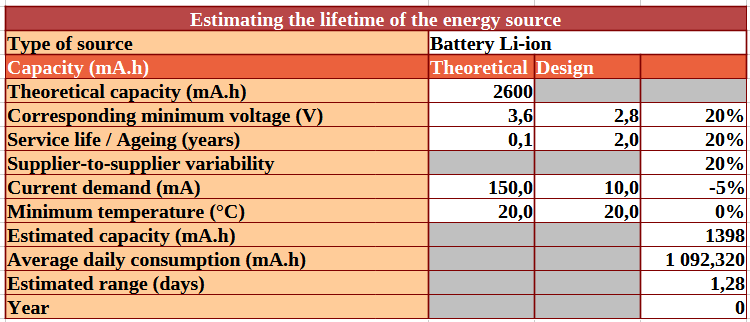 Estimating the lifetime of the energy source
Type of source Battery Li-ion
Capacity (mA.h) Theoretical Design
Theoretical capacity (mA.h) 2600
Corresponding minimum voltage (V) 3,6 2,8 20%
Service life / Ageing (years) 0,1 2,0 20%
Supplier-to-supplier variability 20%
Current demand (mA) 150,0 10,0 -5%
Minimum temperature (°C) 20,0 20,0 0%
Estimated capacity (mA.h) 1398
Average daily consumption (mA.h) 1 092,320
Estimated range (days) 1,28
Year 0